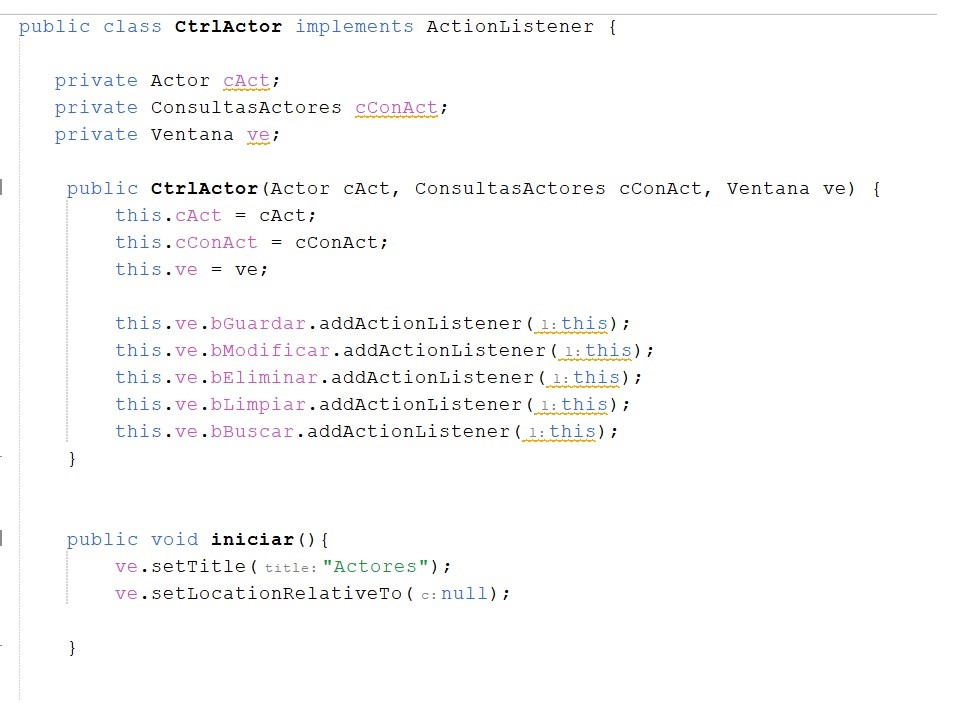 public class CtrlActor implements ActionListener {
private Actor cAct;
private ConsultasActores cConAct;
private Ventana ve;
public CtrlActor(Actor cAct, ConsultasActores cConAct, Ventana ve) {
this.cAct = cAct;
this.cConAct = cConAct;
this.ve = ve;
this.ve.bGuardar.addActionListener(l:this);
this.ve.bModificar.addActionListener(l:this);
this.ve.bEliminar.addActionListener(l:this);
this.ve.bLimpiar.addActionListener(l:this);
this.ve.bBuscar.addActionListener(l:this);
}
public void iniciar(){
ve.setTitle(title:"Actores");
ve.setLocationRelativeTo(c:null);
}